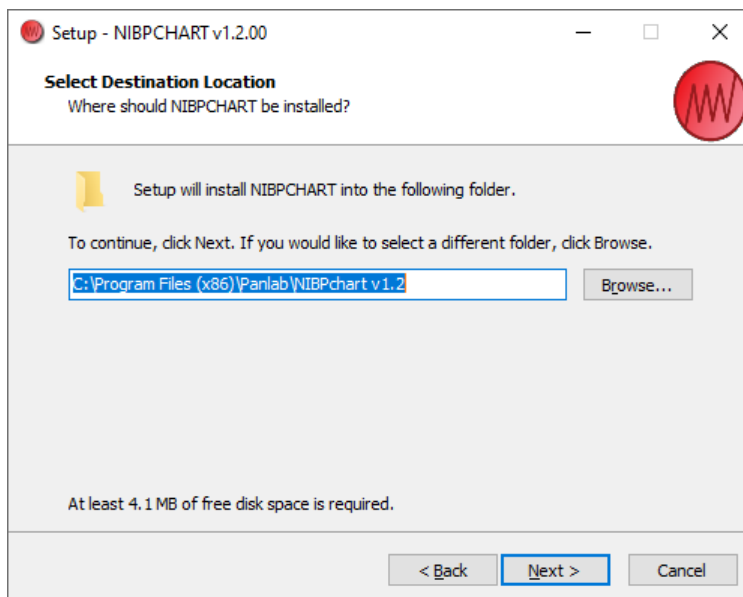 Setup - NIBPCHART v1.2.00
Select Destination Location
Where should NIBPCHART be installed?
Setup will install NIBPCHART into the following folder.
To continue, click Next. If you would like to select a different folder, click Browse.
C:\Program Files (x86)\Panlab\NIBPchart v1.2
Browse...
At least 4.1 MB of free disk space is required.
< Back
Next >
Cancel